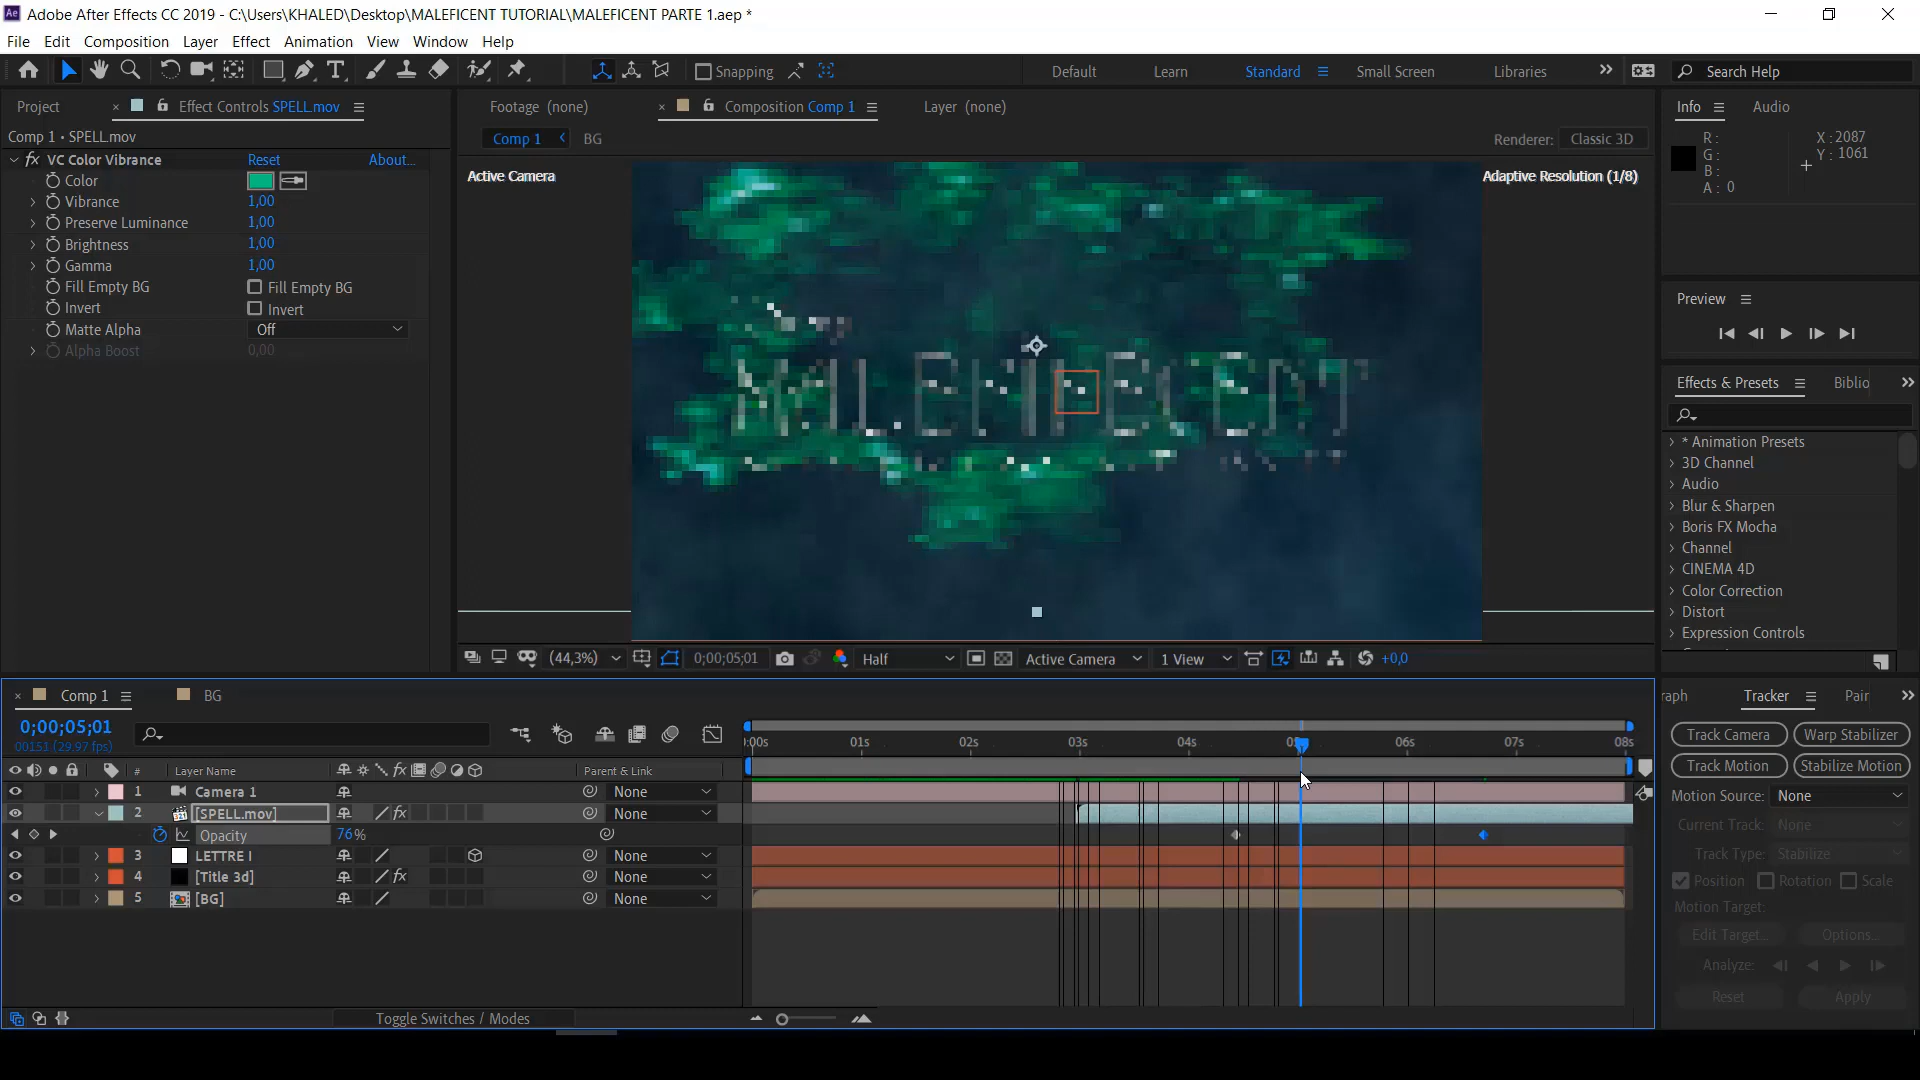 Adobe After Effects CC 2019 - C:\Users\KHALED\Desktop\MALEFICENT TUTORIAL\MALEFICENT PARTE 1.aep *
File Edit Composition Layer Effect Animation View Window Help
Snapping Default Learn Standard Small Screen Libraries Search Help
Project Effect Controls SPELL.mov Footage (none) Composition Comp 1 Layer (none) Info Audio
Comp 1 • SPELL.mov
Comp 1 BG Renderer: Classic 3D
R: X: 2087
G: Y: 1061
B:
A: 0
fx VC Color Vibrance Reset About...
Color
Vibrance 1,00
Preserve Luminance 1,00
Brightness 1,00
Gamma 1,00
Fill Empty BG Fill Empty BG
Invert Invert
Matte Alpha Off
Alpha Boost 0,00
Active Camera Adaptive Resolution (1/8)
MALEFICENT
Preview
Effects & Presets Biblio
* Animation Presets
3D Channel
Audio
Blur & Sharpen
Boris FX Mocha
Channel
CINEMA 4D
Color Correction
Distort
Expression Controls
(44,3%) 0;00;05;01 Half Active Camera 1 View +0,0
Comp 1 BG
0;00;05;01
00151 (29.97 fps)
:00s 01s 02s 03s 04s 06s 07s 08s
# Layer Name fx Parent & Link
1 Camera 1 None
2 [SPELL.mov] fx None
Opacity 76%
3 LETTRE I None
4 [Title 3d] fx None
5 [BG] None
Toggle Switches / Modes
raph Tracker Pair
Track Camera Warp Stabilizer
Track Motion Stabilize Motion
Motion Source: None
Current Track: None
Track Type: Stabilize
Position Rotation Scale
Motion Target:
Edit Target... Options...
Analyze:
Reset Apply